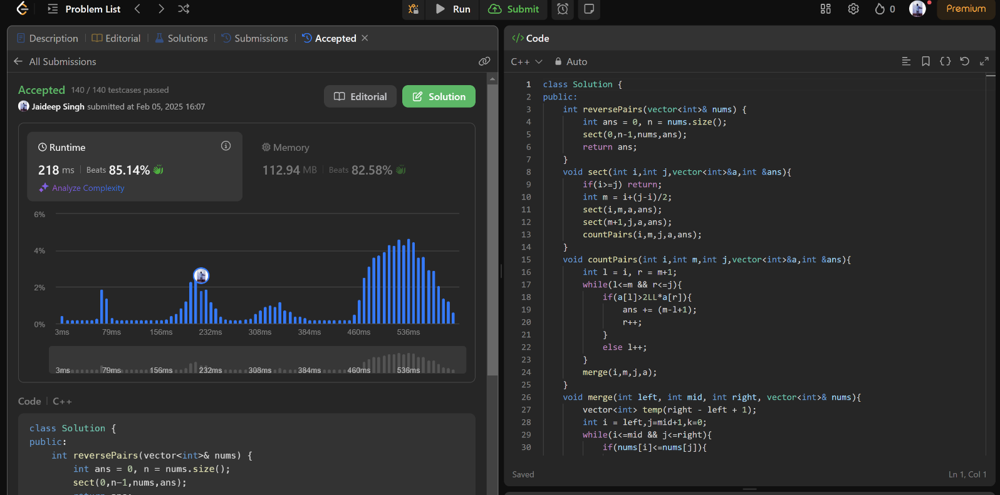 Problem List
Run
Submit
0
Premium
Description
Editorial
Solutions
Submissions
Accepted
All Submissions
Accepted 140 / 140 testcases passed
Jaideep Singh submitted at Feb 05, 2025 16:07
Editorial
Solution
Runtime
218 ms | Beats 85.14%
Analyze Complexity
Memory
112.94 MB | Beats 82.58%
6%
4%
2%
0%
3ms 79ms 156ms 232ms 308ms 384ms 460ms 536ms
3ms 79ms 156ms 232ms 308ms 384ms 460ms 536ms
Code | C++
class Solution {
public:
    int reversePairs(vector<int>& nums) {
        int ans = 0, n = nums.size();
        sect(0,n-1,nums,ans);
        return ans;
</> Code
C++ Auto
1 class Solution {
2 public:
3     int reversePairs(vector<int>& nums) {
4         int ans = 0, n = nums.size();
5         sect(0,n-1,nums,ans);
6         return ans;
7     }
8     void sect(int i,int j,vector<int>&a,int &ans){
9         if(i>=j) return;
10         int m = i+(j-i)/2;
11         sect(i,m,a,ans);
12         sect(m+1,j,a,ans);
13         countPairs(i,m,j,a,ans);
14     }
15     void countPairs(int i,int m,int j,vector<int>&a,int &ans){
16         int l = i, r = m+1;
17         while(l<=m && r<=j){
18             if(a[l]>2LL*a[r]){
19                 ans += (m-l+1);
20                 r++;
21             }
22             else l++;
23         }
24         merge(i,m,j,a);
25     }
26     void merge(int left, int mid, int right, vector<int>& nums){
27         vector<int> temp(right - left + 1);
28         int i = left,j=mid+1,k=0;
29         while(i<=mid && j<=right){
30             if(nums[i]<=nums[j]){
Saved
Ln 1, Col 1